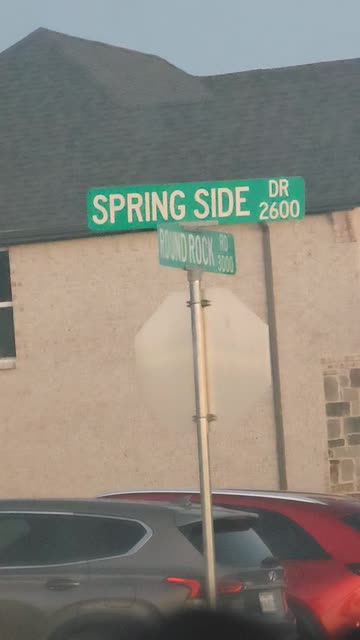 SPRING SIDE DR 2600
ROUND ROCK RD 3000